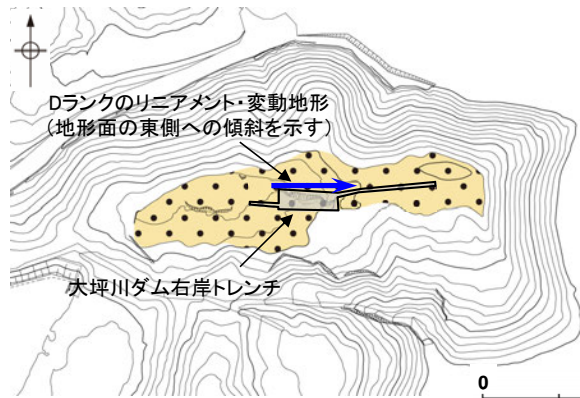 Dランクのリニアメント・変動地形
(地形面の東側への傾斜を示す)
大坪川ダム右岸トレンチ
0